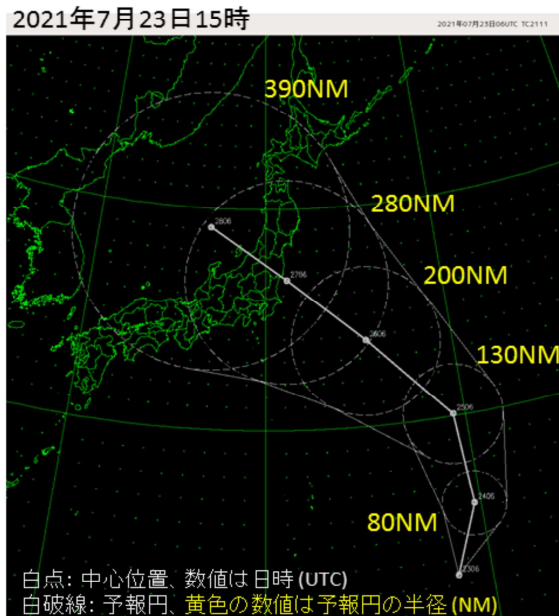 2021年7月23日15時
2021年07月23日06UTC TC2111
390NM
2806
280NM
2706
200NM
2606
130NM
2506
2406
80NM
2306
白点: 中心位置、数値は日時 (UTC)
白破線: 予報円、黄色の数値は予報円の半径 (NM)